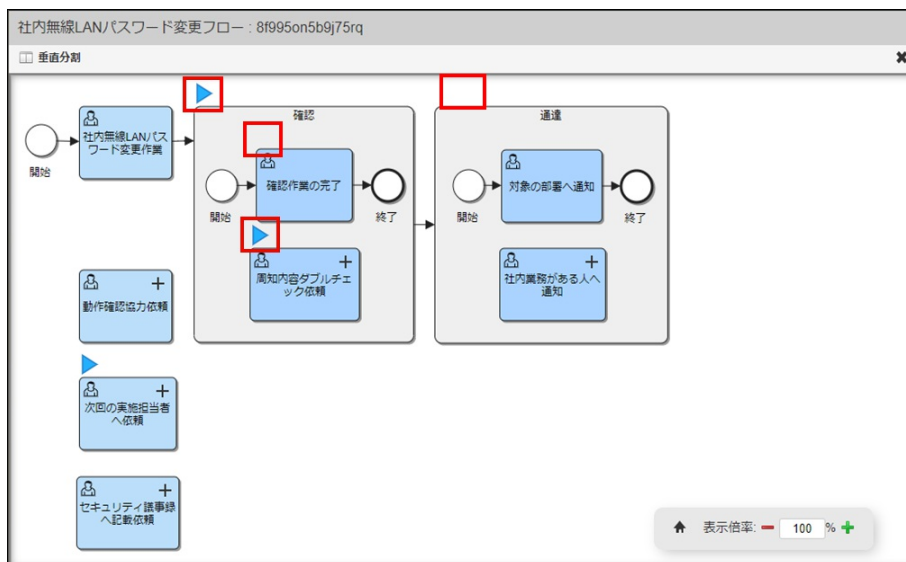 社内無線LANパスワード変更フロー : 8f995on5b9j75rq
垂直分割
開始
社内無線LANパス
ワード変更作業
確認
開始
確認作業の完了
終了
周知内容ダブルチェ
ック依頼
通達
開始
対象の部署へ通知
終了
社内業務がある人へ
通知
動作確認協力依頼
次回の実施担当者
へ依頼
セキュリティ議事録
へ記載依頼
表示倍率: 100 %